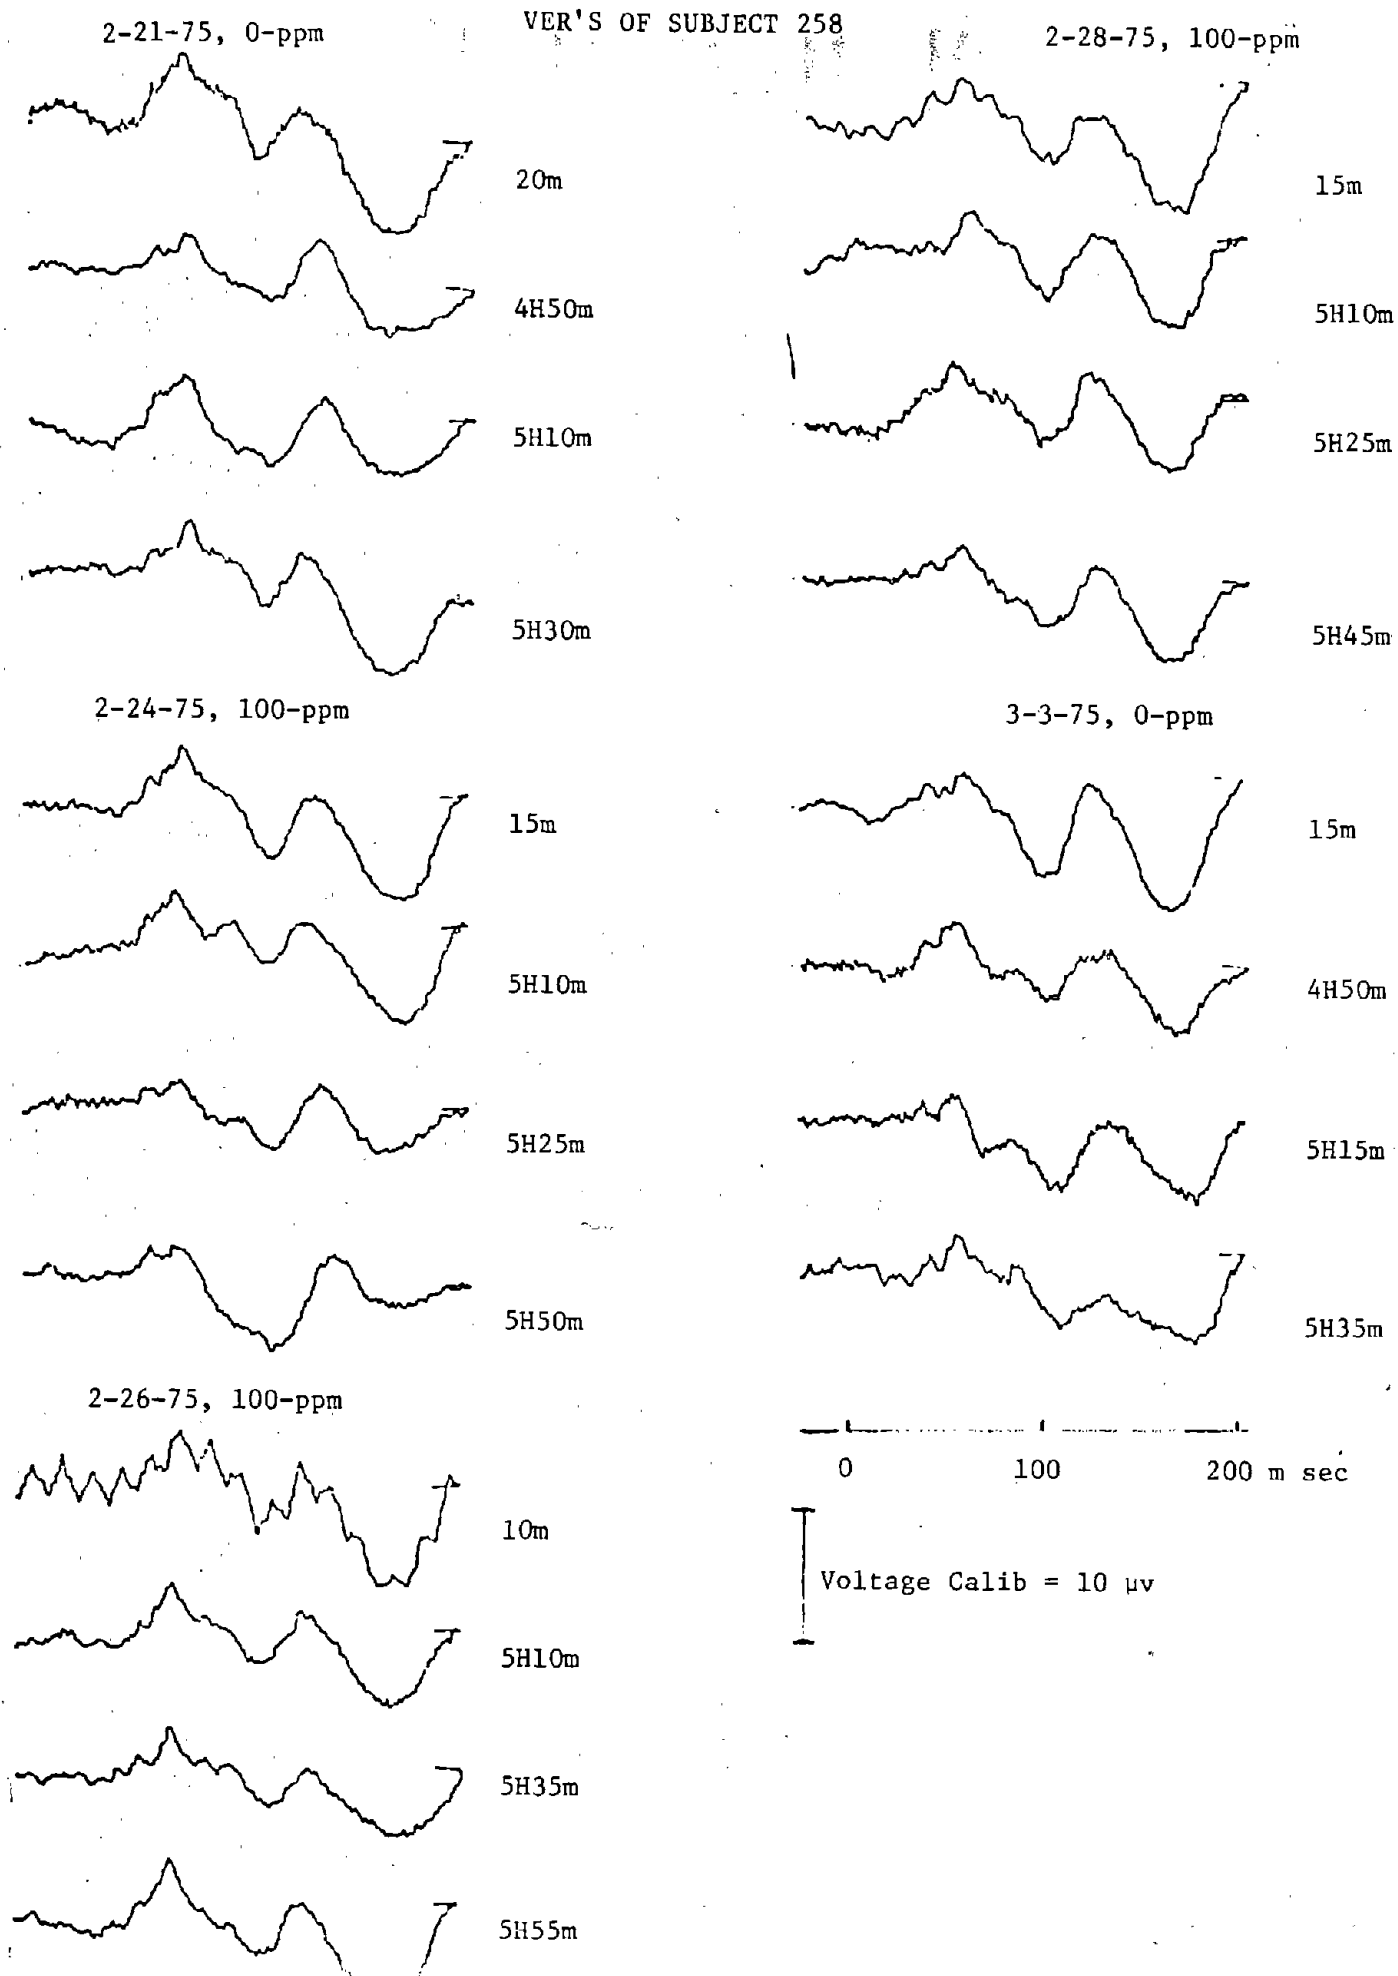 VER'S OF SUBJECT 258
2-21-75, 0-ppm
20m
4H50m
5H10m
5H30m
2-24-75, 100-ppm
15m
5H10m
5H25m
5H50m
2-26-75, 100-ppm
10m
5H10m
5H35m
5H55m
2-28-75, 100-ppm
15m
5H10m
5H25m
5H45m
3-3-75, 0-ppm
15m
4H50m
5H15m
5H35m
0 100 200 m sec
Voltage Calib = 10 μv